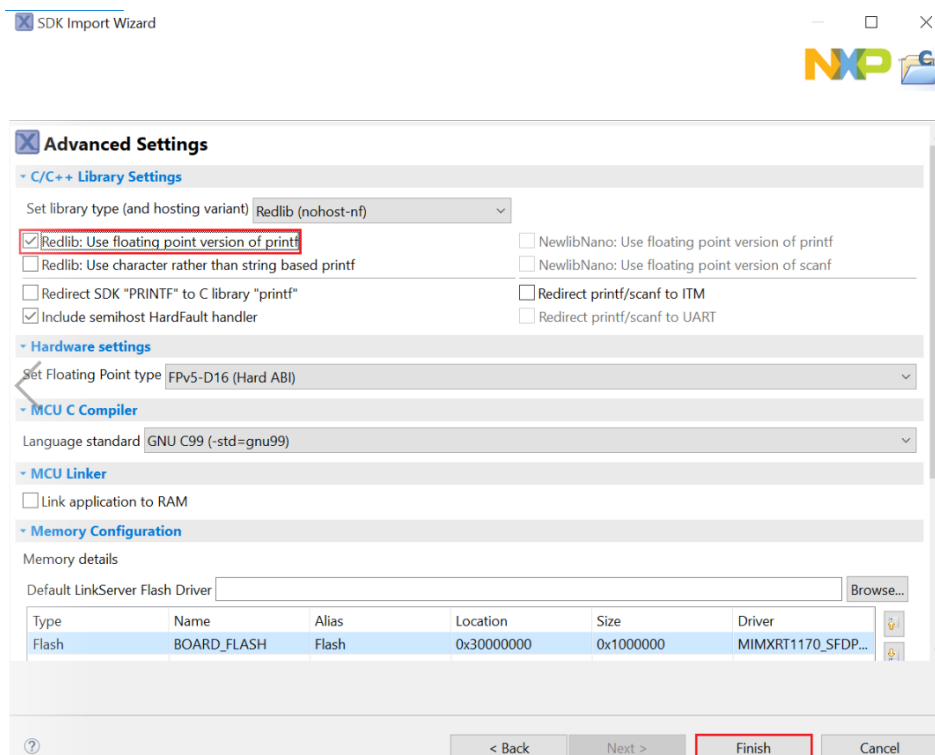 SDK Import Wizard
NXP
Advanced Settings
C/C++ Library Settings
Set library type (and hosting variant) Redlib (nohost-nf)
Redlib: Use floating point version of printf NewlibNano: Use floating point version of printf
Redlib: Use character rather than string based printf NewlibNano: Use floating point version of scanf
Redirect SDK "PRINTF" to C library "printf" Redirect printf/scanf to ITM
Include semihost HardFault handler Redirect printf/scanf to UART
Hardware settings
Set Floating Point type FPv5-D16 (Hard ABI)
MCU C Compiler
Language standard GNU C99 (-std=gnu99)
MCU Linker
Link application to RAM
Memory Configuration
Memory details
Default LinkServer Flash Driver Browse...
Type Name Alias Location Size Driver
Flash BOARD_FLASH Flash 0x30000000 0x1000000 MIMXRT1170_SFDP...
? < Back Next > Finish Cancel